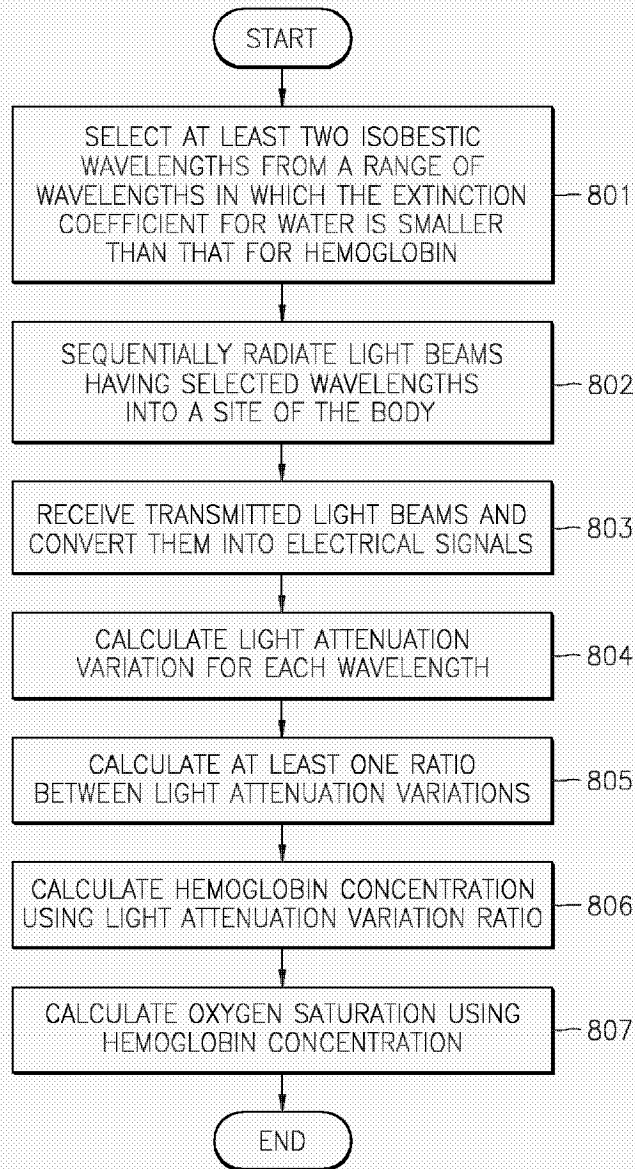 START
SELECT AT LEAST TWO ISOBESTIC
WAVELENGTHS FROM A RANGE OF
WAVELENGTHS IN WHICH THE EXTINCTION
COEFFICIENT FOR WATER IS SMALLER
THAN THAT FOR HEMOGLOBIN
801
SEQUENTIALLY RADIATE LIGHT BEAMS
HAVING SELECTED WAVELENGTHS
INTO A SITE OF THE BODY
802
RECEIVE TRANSMITTED LIGHT BEAMS AND
CONVERT THEM INTO ELECTRICAL SIGNALS
803
CALCULATE LIGHT ATTENUATION
VARIATION FOR EACH WAVELENGTH
804
CALCULATE AT LEAST ONE RATIO
BETWEEN LIGHT ATTENUATION VARIATIONS
805
CALCULATE HEMOGLOBIN CONCENTRATION
USING LIGHT ATTENUATION VARIATION RATIO
806
CALCULATE OXYGEN SATURATION USING
HEMOGLOBIN CONCENTRATION
807
END